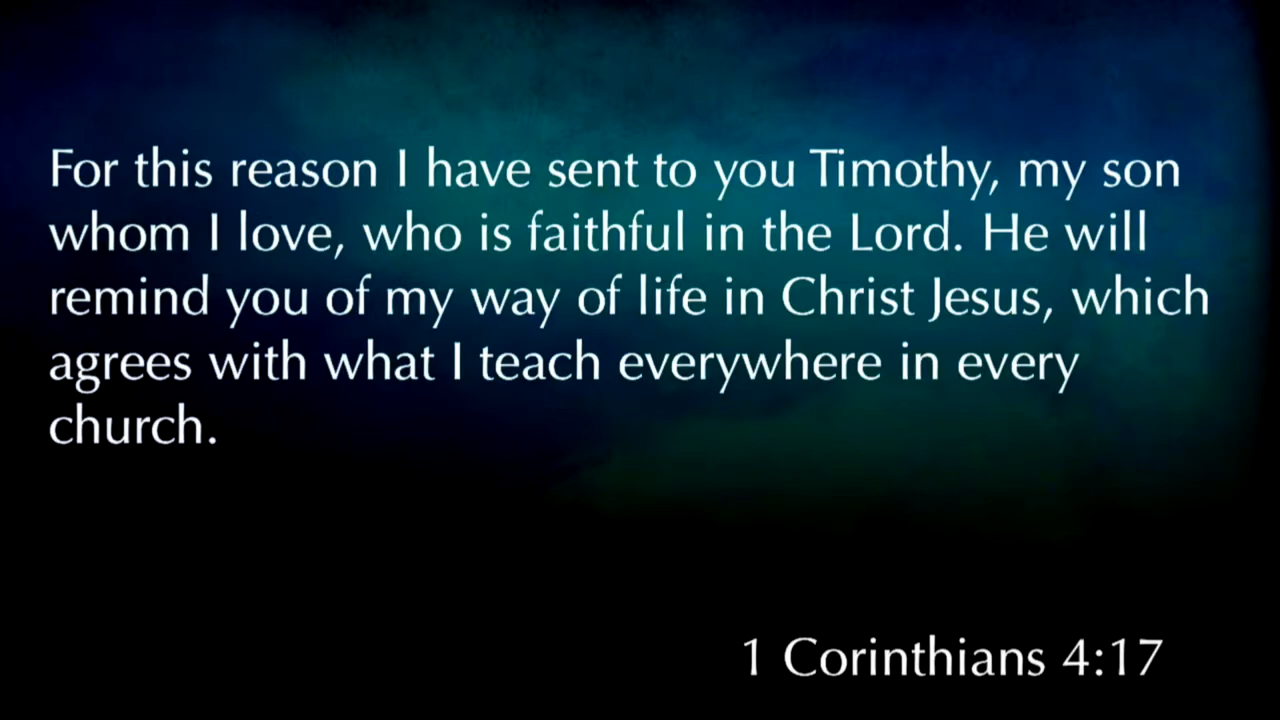 For this reason I have sent to you Timothy, my son
whom I love, who is faithful in the Lord. He will
remind you of my way of life in Christ Jesus, which
agrees with what I teach everywhere in every
church.
1 Corinthians 4:17